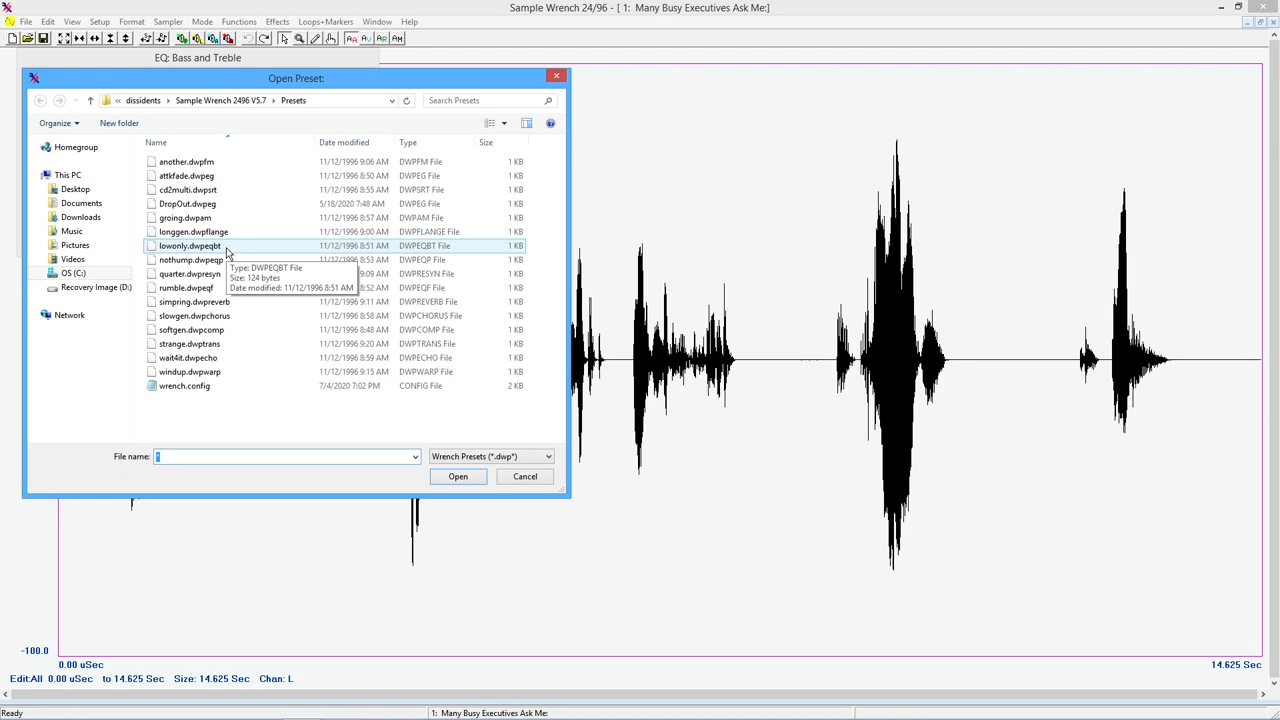 Sample Wrench 24/96 - [ 1: Many Busy Executives Ask Me:]
File Edit View Setup Format Sampler Mode Functions Effects Loops+Markers Window Help
EQ: Bass and Treble
Open Preset:
« dissidents Sample Wrench 2496 V5.7 Presets Search Presets
Organize New folder
Name Date modified Type Size
Homegroup
This PC
Desktop
Documents
Downloads
Music
Pictures
Videos
OS (C:)
Recovery Image (D:)
Network
another.dwpfm 11/12/1996 9:06 AM DWPFM File 1 KB
attkfade.dwpeg 11/12/1996 8:50 AM DWPEG File 1 KB
cd2multi.dwpsrt 11/12/1996 8:55 AM DWPSRT File 1 KB
DropOut.dwpeg 5/18/2020 7:48 AM DWPEG File 1 KB
groing.dwpam 11/12/1996 8:57 AM DWPAM File 1 KB
longgen.dwpflange 11/12/1996 9:00 AM DWPFLANGE File 1 KB
lowonly.dwpeqbt 11/12/1996 8:51 AM DWPEQBT File 1 KB
nothump.dwpeqp 11/12/1996 8:53 AM DWPEQP File 1 KB
quarter.dwpresyn 9:09 AM DWPRESYN File 1 KB
rumble.dwpeqf 8:52 AM DWPEQF File 1 KB
simpring.dwpreverb 11/12/1996 9:11 AM DWPREVERB File 1 KB
slowgen.dwpchorus 11/12/1996 8:58 AM DWPCHORUS File 1 KB
softgen.dwpcomp 11/12/1996 8:48 AM DWPCOMP File 1 KB
strange.dwptrans 11/12/1996 9:20 AM DWPTRANS File 1 KB
wait4it.dwpecho 11/12/1996 8:59 AM DWPECHO File 1 KB
windup.dwpwarp 11/12/1996 9:15 AM DWPWARP File 1 KB
wrench.config 7/4/2020 7:02 PM CONFIG File 2 KB
Type: DWPEQBT File
Size: 124 bytes
Date modified: 11/12/1996 8:51 AM
File name: * Wrench Presets (*.dwp*)
Open Cancel
-100.0
0.00 uSec 14.625 Sec
Edit:All 0.00 uSec to 14.625 Sec Size: 14.625 Sec Chan: L
Ready 1: Many Busy Executives Ask Me: